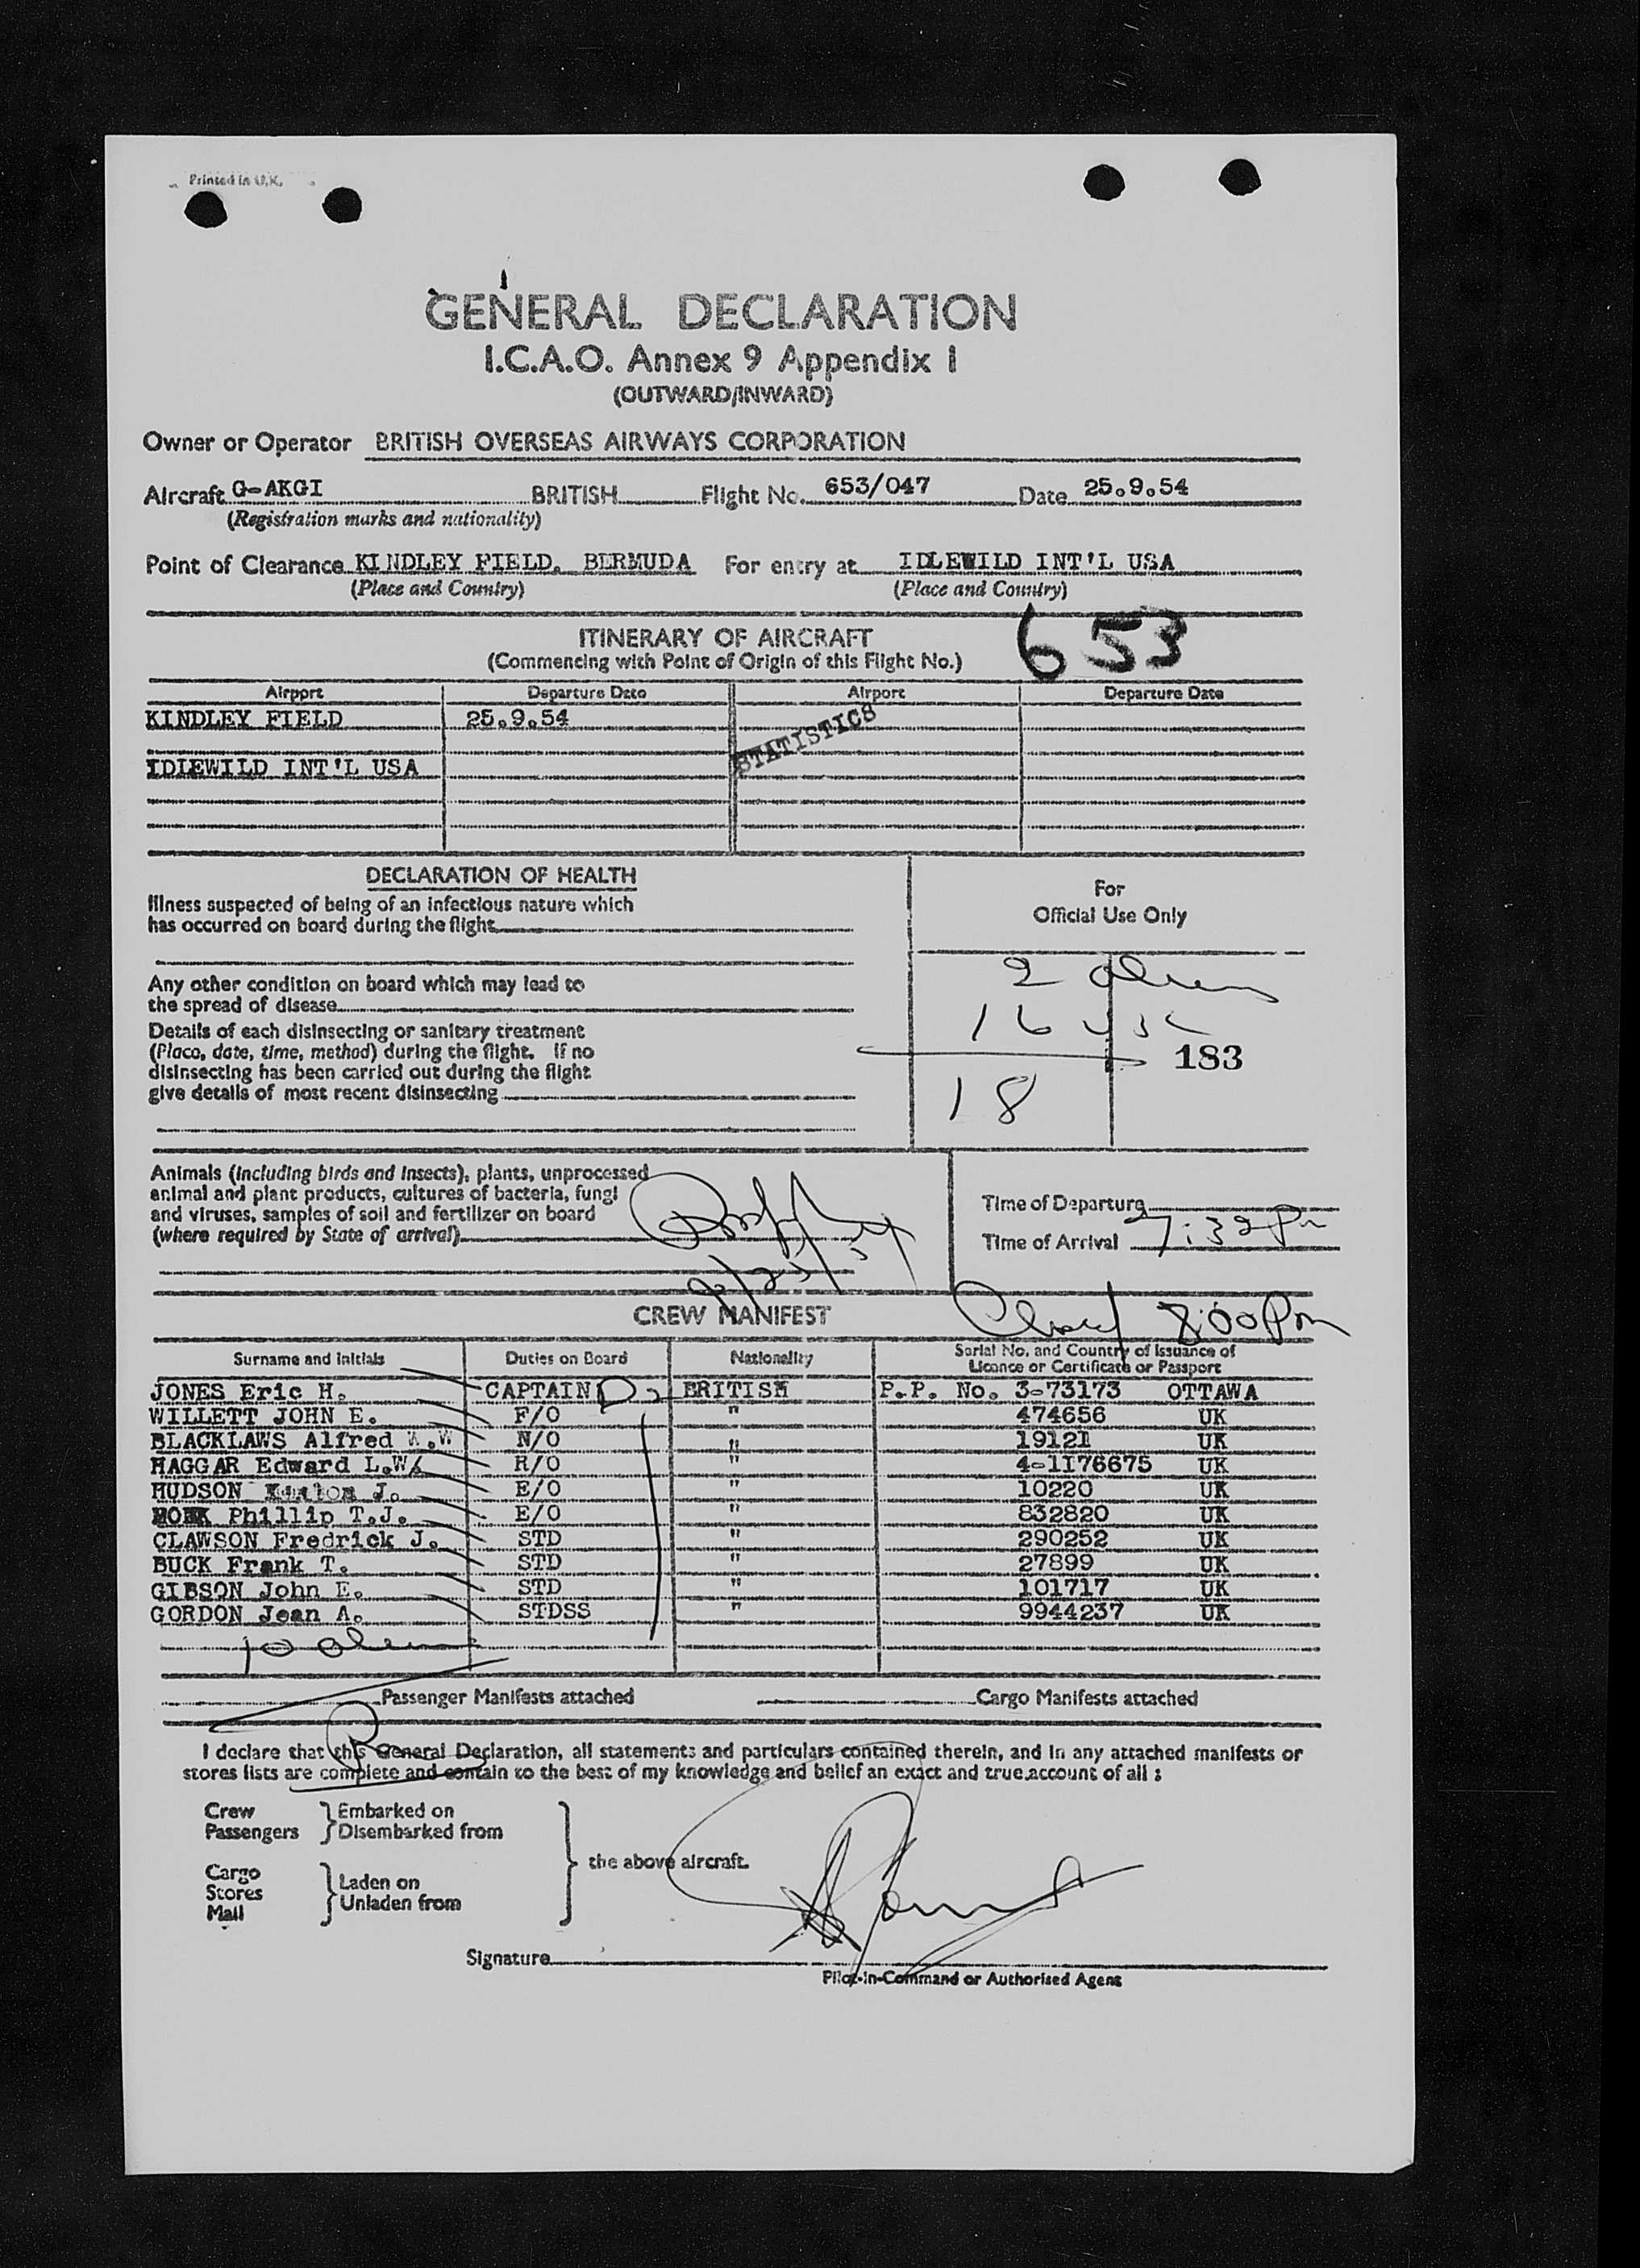 Printed in U.K.
GENERAL DECLARATION
I.C.A.O. Annex 9 Appendix 1
(OUTWARD/INWARD)
Owner or Operator BRITISH OVERSEAS AIRWAYS CORPORATION
Aircraft G-AKGI BRITISH Flight No. 653/047 Date 25.9.54
(Registration marks and nationality)
Point of Clearance KINDLEY FIELD. BERMUDA For entry at IDLEWILD INT'L USA
(Place and Country) (Place and Country)
653
ITINERARY OF AIRCRAFT
(Commencing with Point of Origin of this Flight No.)
Airport Departure Date Airport Departure Date
KINDLEY FIELD 25.9.54
STATISTICS
IDLEWILD INT'L USA
DECLARATION OF HEALTH
For
Official Use Only
Illness suspected of being of an infectious nature which
has occurred on board during the flight
Any other condition on board which may lead to
the spread of disease
2 aliens
Details of each disinsecting or sanitary treatment
16 usc
(Place, date, time, method) during the flight. If no
183
disinsecting has been carried out during the flight
give details of most recent disinsecting
18
Animals (including birds and insects), plants, unprocessed
animal and plant products, cultures of bacteria, fungi
and viruses, samples of soil and fertilizer on board
(where required by State of arrival)
Time of Departure
Time of Arrival 7:32 Pm
8:00 Pm
CREW MANIFEST
Surname and initials Duties on Board Nationality Serial No. and Country of Issuance of
Licence or Certificate or Passport
JONES Eric H. CAPTAIN BRITISH P.P. No. 3-73173 OTTAWA
WILLETT JOHN E. F/O " 474656 UK
BLACKLAWS Alfred W.W N/O " 19121 UK
HAGGAR Edward L.W. R/O " 4-1176675 UK
HUDSON J. E/O " 10220 UK
Phillip T.J. E/O " 832820 UK
CLAWSON Fredrick J. STD " 290252 UK
BUCK Frank T. STD " 27899 UK
GIBSON John E. STD " 101717 UK
GORDON Jean A. STDSS " 9944237 UK
10 aliens
Passenger Manifests attached Cargo Manifests attached
I declare that this General Declaration, all statements and particulars contained therein, and in any attached manifests or
stores lists are complete and contain to the best of my knowledge and belief an exact and true account of all :
Crew Embarked on
Passengers Disembarked from
the above aircraft.
Cargo Laden on
Stores Unladen from
Mail
Signature
Pilot-in-Command or Authorised Agent